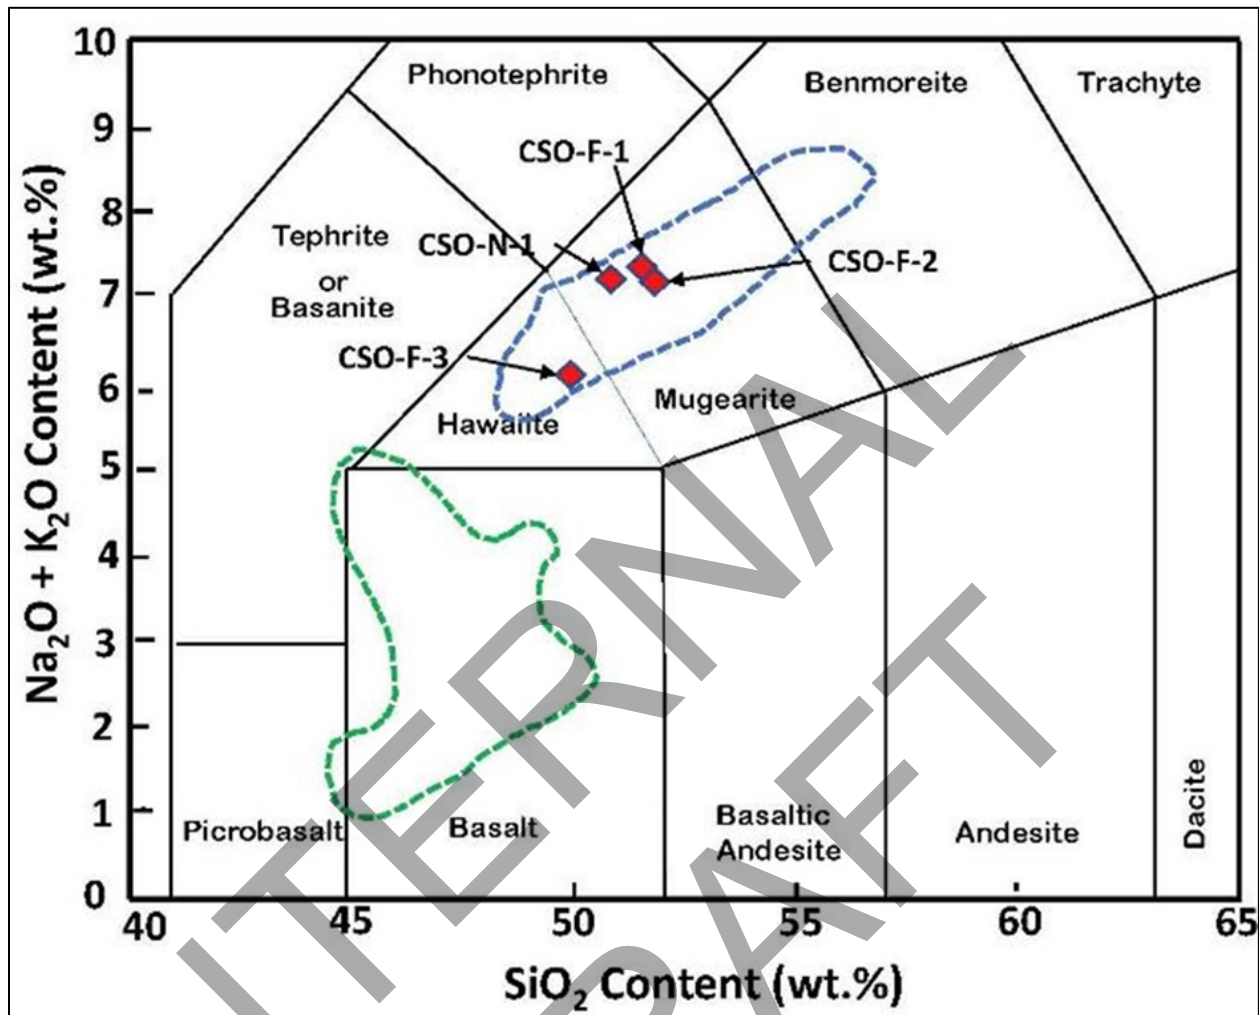 10
Phonotephrite
Benmoreite
Trachyte
9
CSO-F-1
8
Tephrite
or
Basanite
CSO-N-1
CSO-F-2
7
CSO-F-3
6
Mugearite
Hawaiite
5
4
3
2
1
Picrobasalt
Basalt
Basaltic
Andesite
Andesite
Dacite
0
40
45
50
55
60
65
Na₂O + K₂O Content (wt.%)
SiO₂ Content (wt.%)
ITERNAL
RAFT